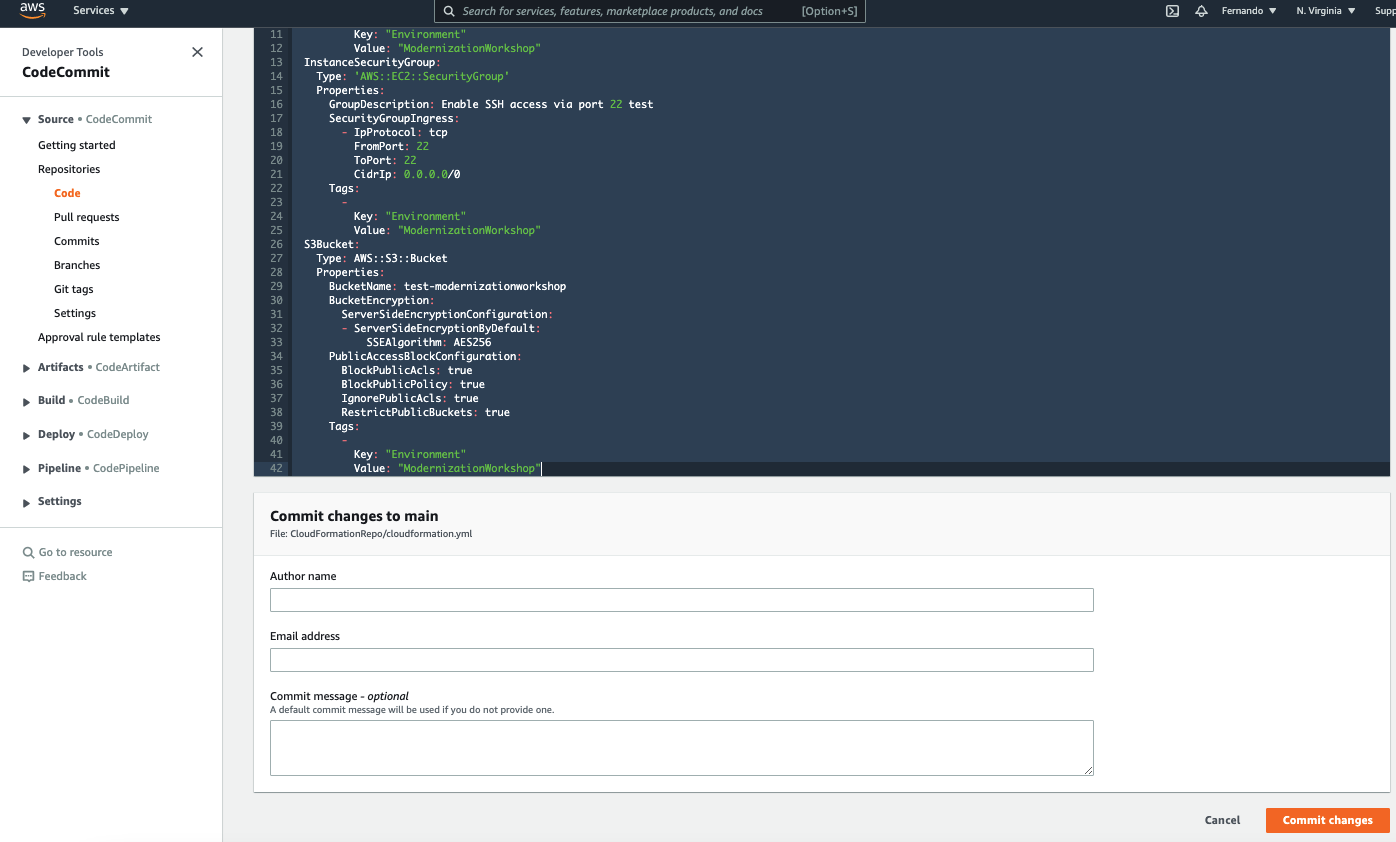 aws
Services ▼
Search for services, features, marketplace products, and docs [Option+S]
Fernando ▼
N. Virginia ▼
Supp
Developer Tools
CodeCommit
Source • CodeCommit
Getting started
Repositories
Code
Pull requests
Commits
Branches
Git tags
Settings
Approval rule templates
Artifacts • CodeArtifact
Build • CodeBuild
Deploy • CodeDeploy
Pipeline • CodePipeline
Settings
Go to resource
Feedback
11         Key: "Environment"
12         Value: "ModernizationWorkshop"
13 InstanceSecurityGroup:
14   Type: 'AWS::EC2::SecurityGroup'
15   Properties:
16     GroupDescription: Enable SSH access via port 22 test
17     SecurityGroupIngress:
18       - IpProtocol: tcp
19         FromPort: 22
20         ToPort: 22
21         CidrIp: 0.0.0.0/0
22     Tags:
23       -
24         Key: "Environment"
25         Value: "ModernizationWorkshop"
26 S3Bucket:
27   Type: AWS::S3::Bucket
28   Properties:
29     BucketName: test-modernizationworkshop
30     BucketEncryption:
31       ServerSideEncryptionConfiguration:
32       - ServerSideEncryptionByDefault:
33           SSEAlgorithm: AES256
34     PublicAccessBlockConfiguration:
35       BlockPublicAcls: true
36       BlockPublicPolicy: true
37       IgnorePublicAcls: true
38       RestrictPublicBuckets: true
39     Tags:
40       -
41         Key: "Environment"
42         Value: "ModernizationWorkshop"
Commit changes to main
File: CloudFormationRepo/cloudformation.yml
Author name
Email address
Commit message - optional
A default commit message will be used if you do not provide one.
Cancel
Commit changes